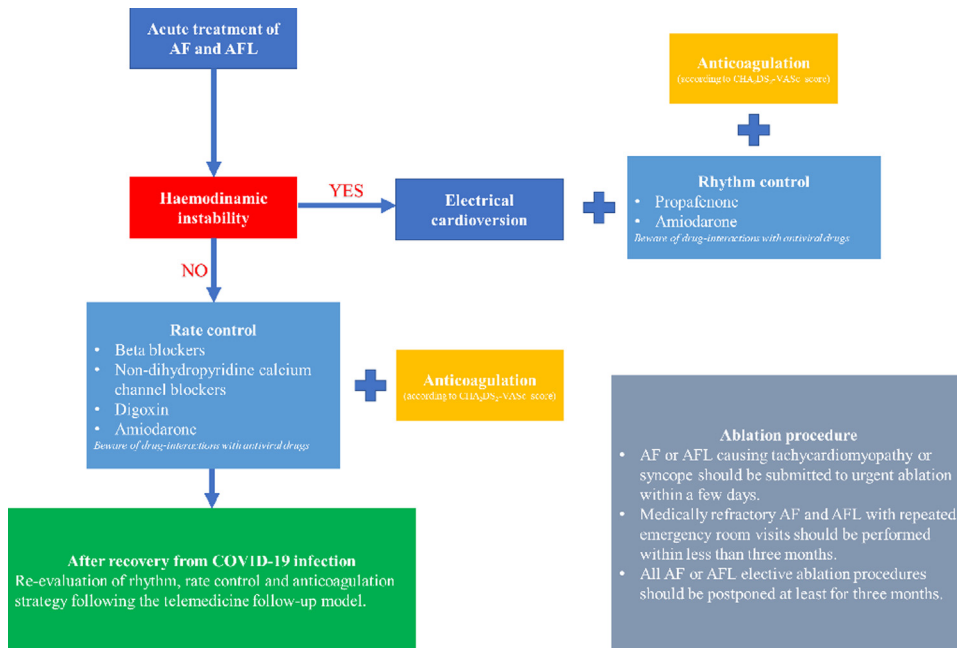 Acute treatment of
AF and AFL
Haemodinamic
instability
YES
Electrical
cardioversion
Anticoagulation
(according to CHA₂DS₂-VASc score)
Rhythm control
• Propafenone
• Amiodarone
Beware of drug-interactions with antiviral drugs
NO
Rate control
• Beta blockers
• Non-dihydropyridine calcium
channel blockers
• Digoxin
• Amiodarone
Beware of drug-interactions with antiviral drugs
Anticoagulation
(according to CHA₂DS₂-VASc score)
After recovery from COVID-19 infection
Re-evaluation of rhythm, rate control and anticoagulation
strategy following the telemedicine follow-up model.
Ablation procedure
• AF or AFL causing tachycardiomyopathy or
syncope should be submitted to urgent ablation
within a few days.
• Medically refractory AF and AFL with repeated
emergency room visits should be performed
within less than three months.
• All AF or AFL elective ablation procedures
should be postponed at least for three months.